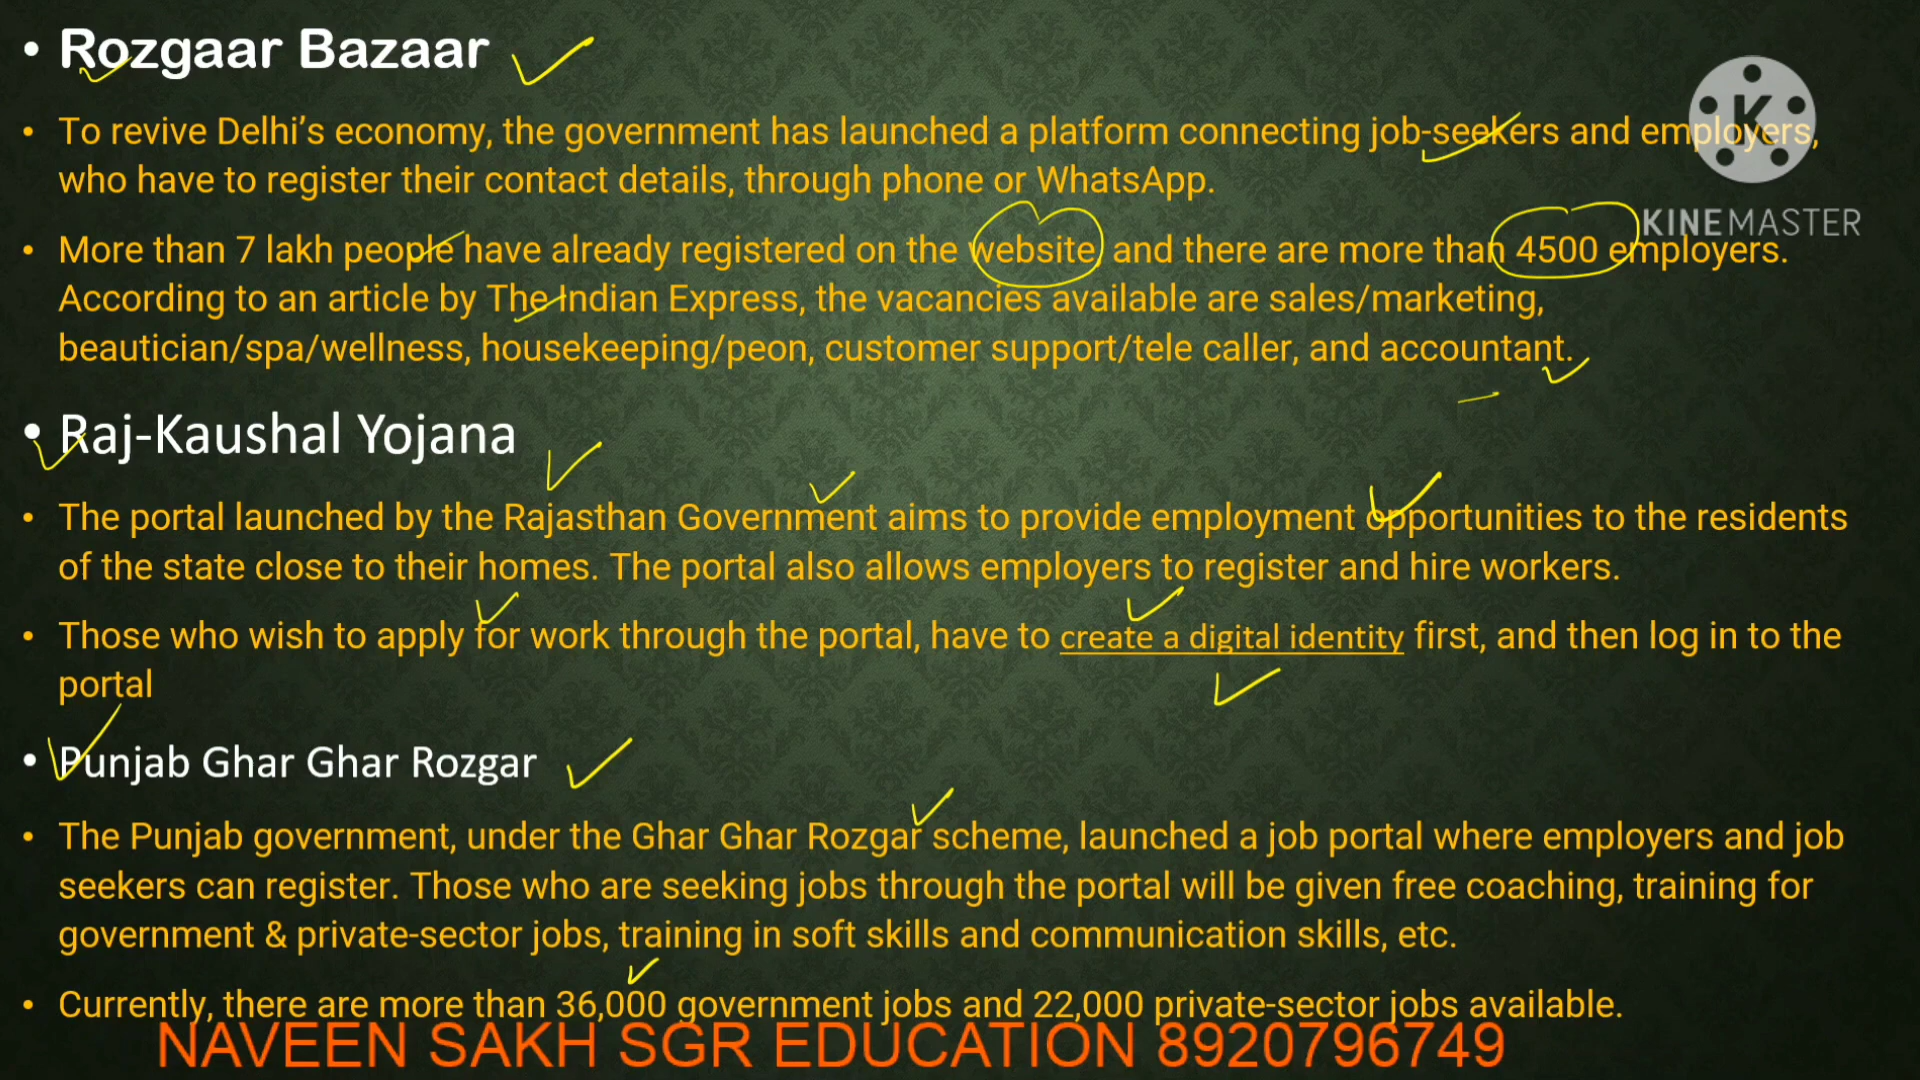 • Rozgaar Bazaar
• To revive Delhi’s economy, the government has launched a platform connecting job-seekers and employers,
who have to register their contact details, through phone or WhatsApp.
K
KINEMASTER
• More than 7 lakh people have already registered on the website, and there are more than 4500 employers.
According to an article by The Indian Express, the vacancies available are sales/marketing,
beautician/spa/wellness, housekeeping/peon, customer support/tele caller, and accountant.
• Raj-Kaushal Yojana
• The portal launched by the Rajasthan Government aims to provide employment opportunities to the residents
of the state close to their homes. The portal also allows employers to register and hire workers.
• Those who wish to apply for work through the portal, have to create a digital identity first, and then log in to the
portal
• Punjab Ghar Ghar Rozgar
• The Punjab government, under the Ghar Ghar Rozgar scheme, launched a job portal where employers and job
seekers can register. Those who are seeking jobs through the portal will be given free coaching, training for
government & private-sector jobs, training in soft skills and communication skills, etc.
• Currently, there are more than 36,000 government jobs and 22,000 private-sector jobs available.
NAVEEN SAKH SGR EDUCATION 8920796749